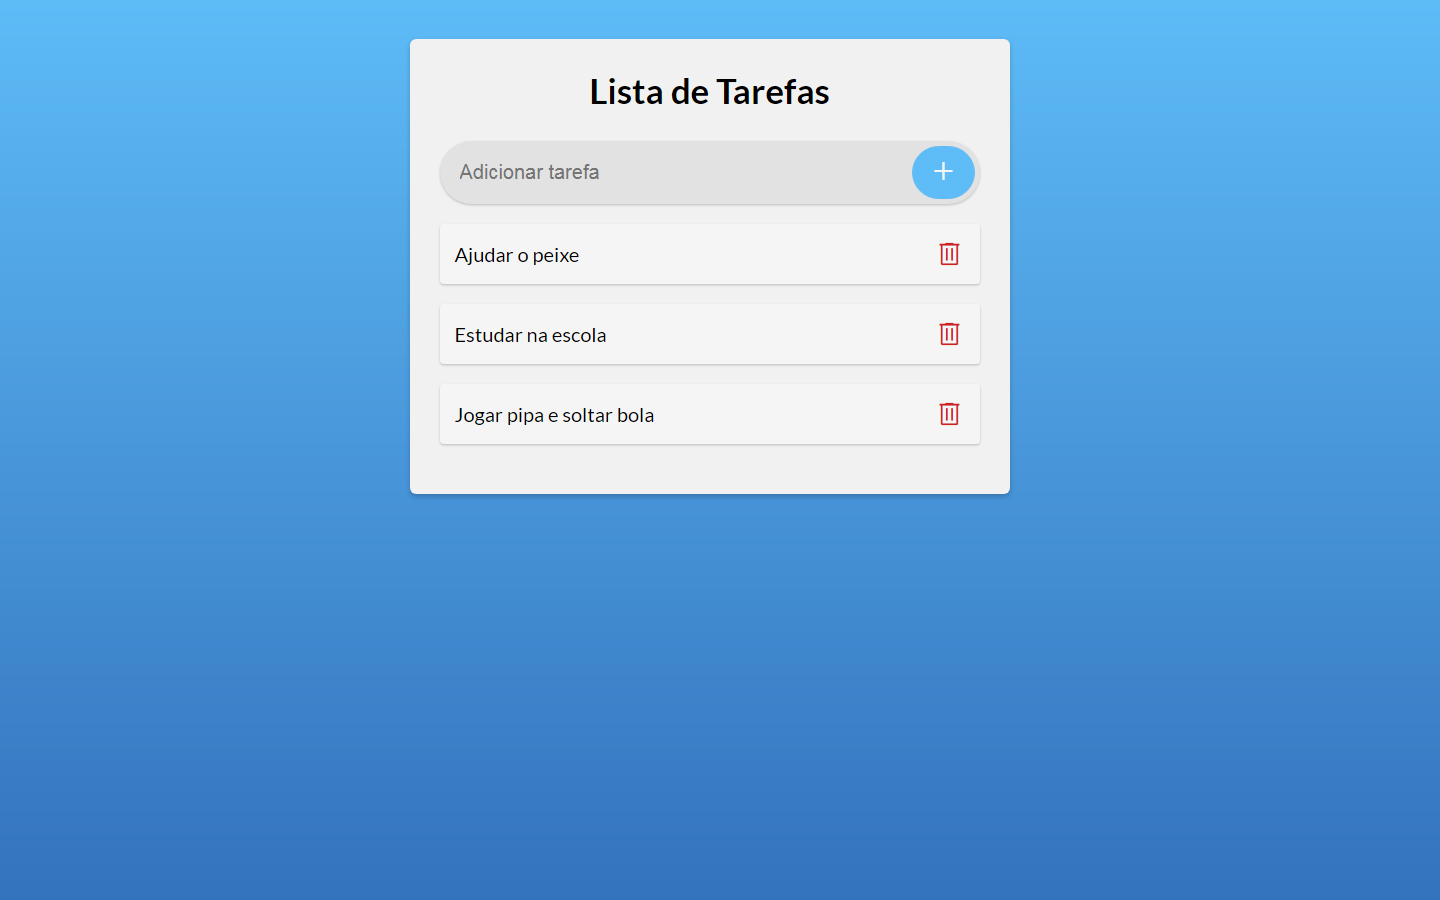 Lista de Tarefas
Adicionar tarefa
Ajudar o peixe
Estudar na escola
Jogar pipa e soltar bola